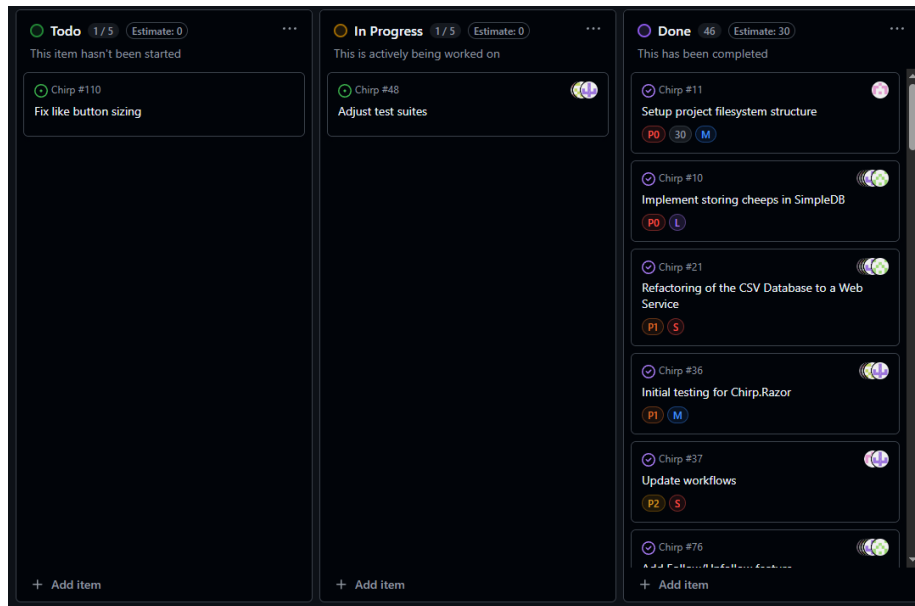 Todo 1 / 5 Estimate: 0
This item hasn't been started
Chirp #110
Fix like button sizing
+ Add item
In Progress 1 / 5 Estimate: 0
This is actively being worked on
Chirp #48
Adjust test suites
+ Add item
Done 46 Estimate: 30
This has been completed
Chirp #11
Setup project filesystem structure
P0 30 M
Chirp #10
Implement storing cheeps in SimpleDB
P0 L
Chirp #21
Refactoring of the CSV Database to a Web
Service
P1 S
Chirp #36
Initial testing for Chirp.Razor
P1 M
Chirp #37
Update workflows
P2 S
Chirp #76
Add Follow/Unfollow feature
+ Add item